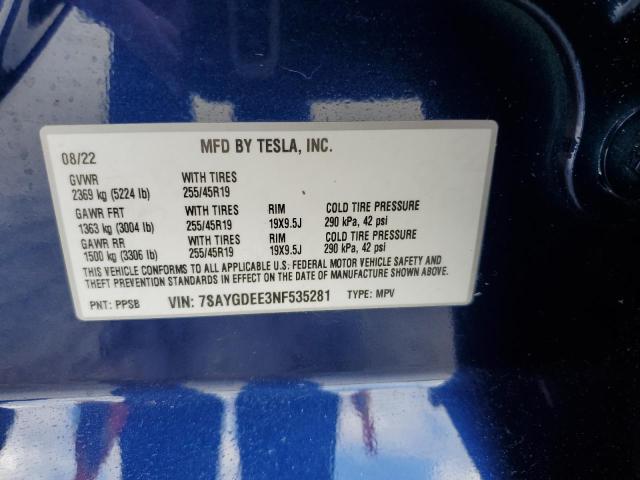 MFD BY TESLA, INC.
08/22
GVWR WITH TIRES
2369 kg (5224 lb) 255/45R19
GAWR FRT WITH TIRES RIM COLD TIRE PRESSURE
1363 kg (3004 lb) 255/45R19 19X9.5J 290 kPa, 42 psi
GAWR RR WITH TIRES RIM COLD TIRE PRESSURE
1500 kg (3306 lb) 255/45R19 19X9.5J 290 kPa, 42 psi
THIS VEHICLE CONFORMS TO ALL APPLICABLE U.S. FEDERAL MOTOR VEHICLE SAFETY AND
THEFT PREVENTION STANDARDS IN EFFECT ON THE DATE OF MANUFACTURE SHOWN ABOVE.
PNT: PPSB VIN: 7SAYGDEE3NF535281 TYPE: MPV